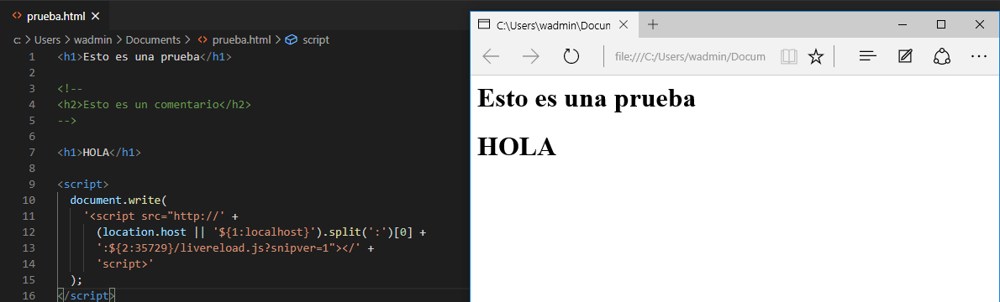 prueba.html
C: > Users > wadmin > Documents > prueba.html > script
1 <h1>Esto es una prueba</h1>
2
3 <!--
4 <h2>Esto es un comentario</h2>
5 -->
6
7 <h1>HOLA</h1>
8
9 <script>
10 document.write(
11 '<script src="http://' +
12 (location.host || '${1:localhost}').split(':')[0] +
13 ':${2:35729}/livereload.js?snipver=1"></' +
14 'script>'
15 );
16 </script>
C:\Users\wadmin\Docum
file:///C:/Users/wadmin/Docum
Esto es una prueba
HOLA